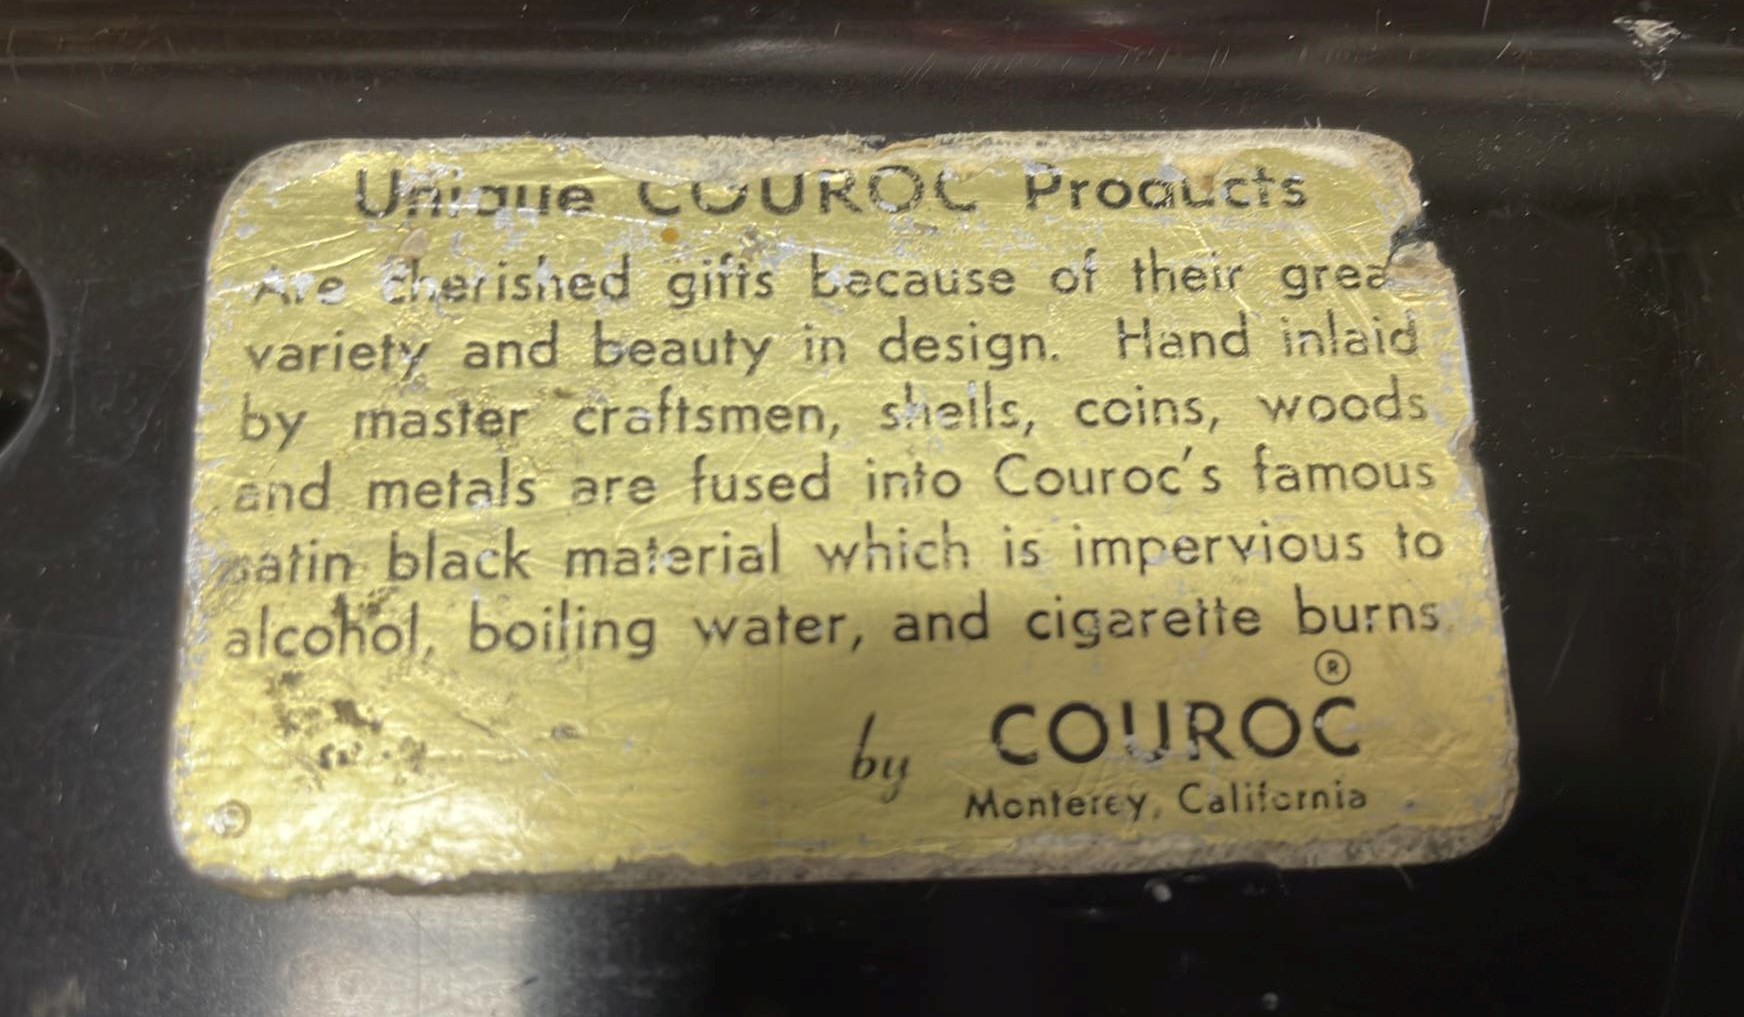 Unique COUROC Products
Are cherished gifts because of their grea
variety and beauty in design. Hand inlaid
by master craftsmen, shells, coins, woods
and metals are fused into Couroc's famous
satin black material which is impervious to
alcohol, boiling water, and cigarette burns
®
by COUROC
Monterey, California
©